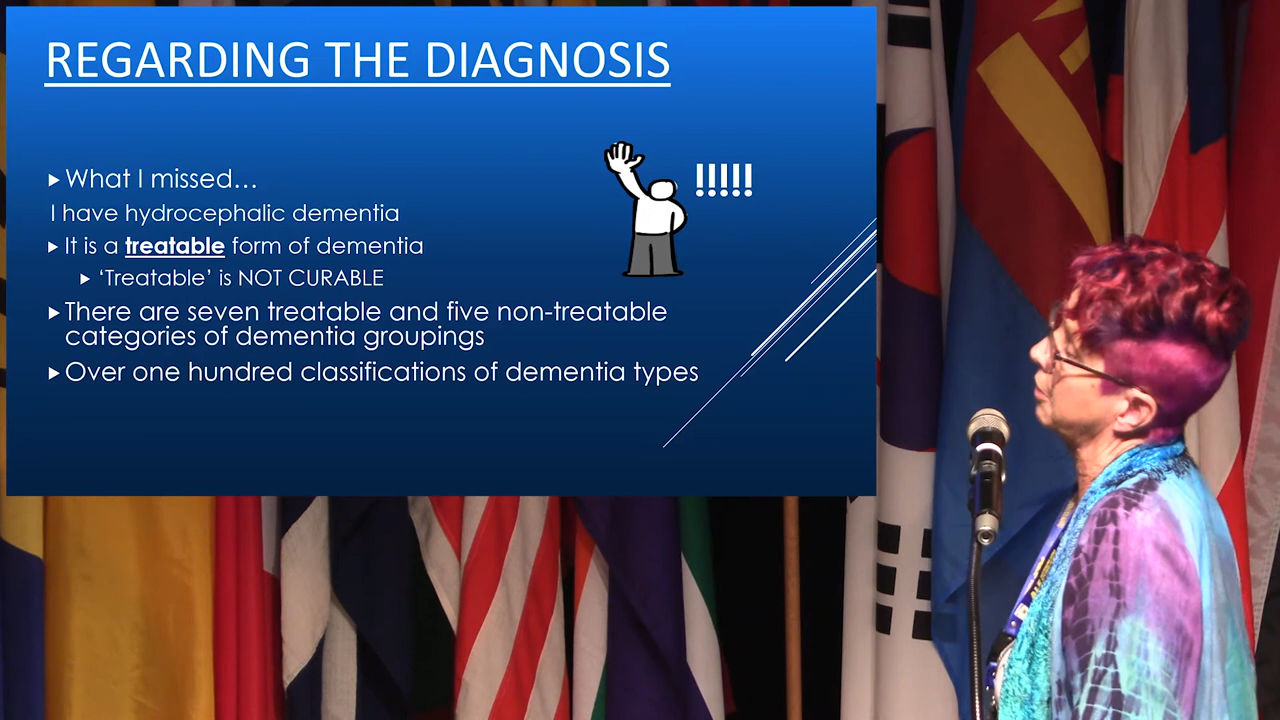 REGARDING THE DIAGNOSIS
What I missed…
!!!!!
I have hydrocephalic dementia
It is a treatable form of dementia
‘Treatable’ is NOT CURABLE
There are seven treatable and five non-treatable
categories of dementia groupings
Over one hundred classifications of dementia types